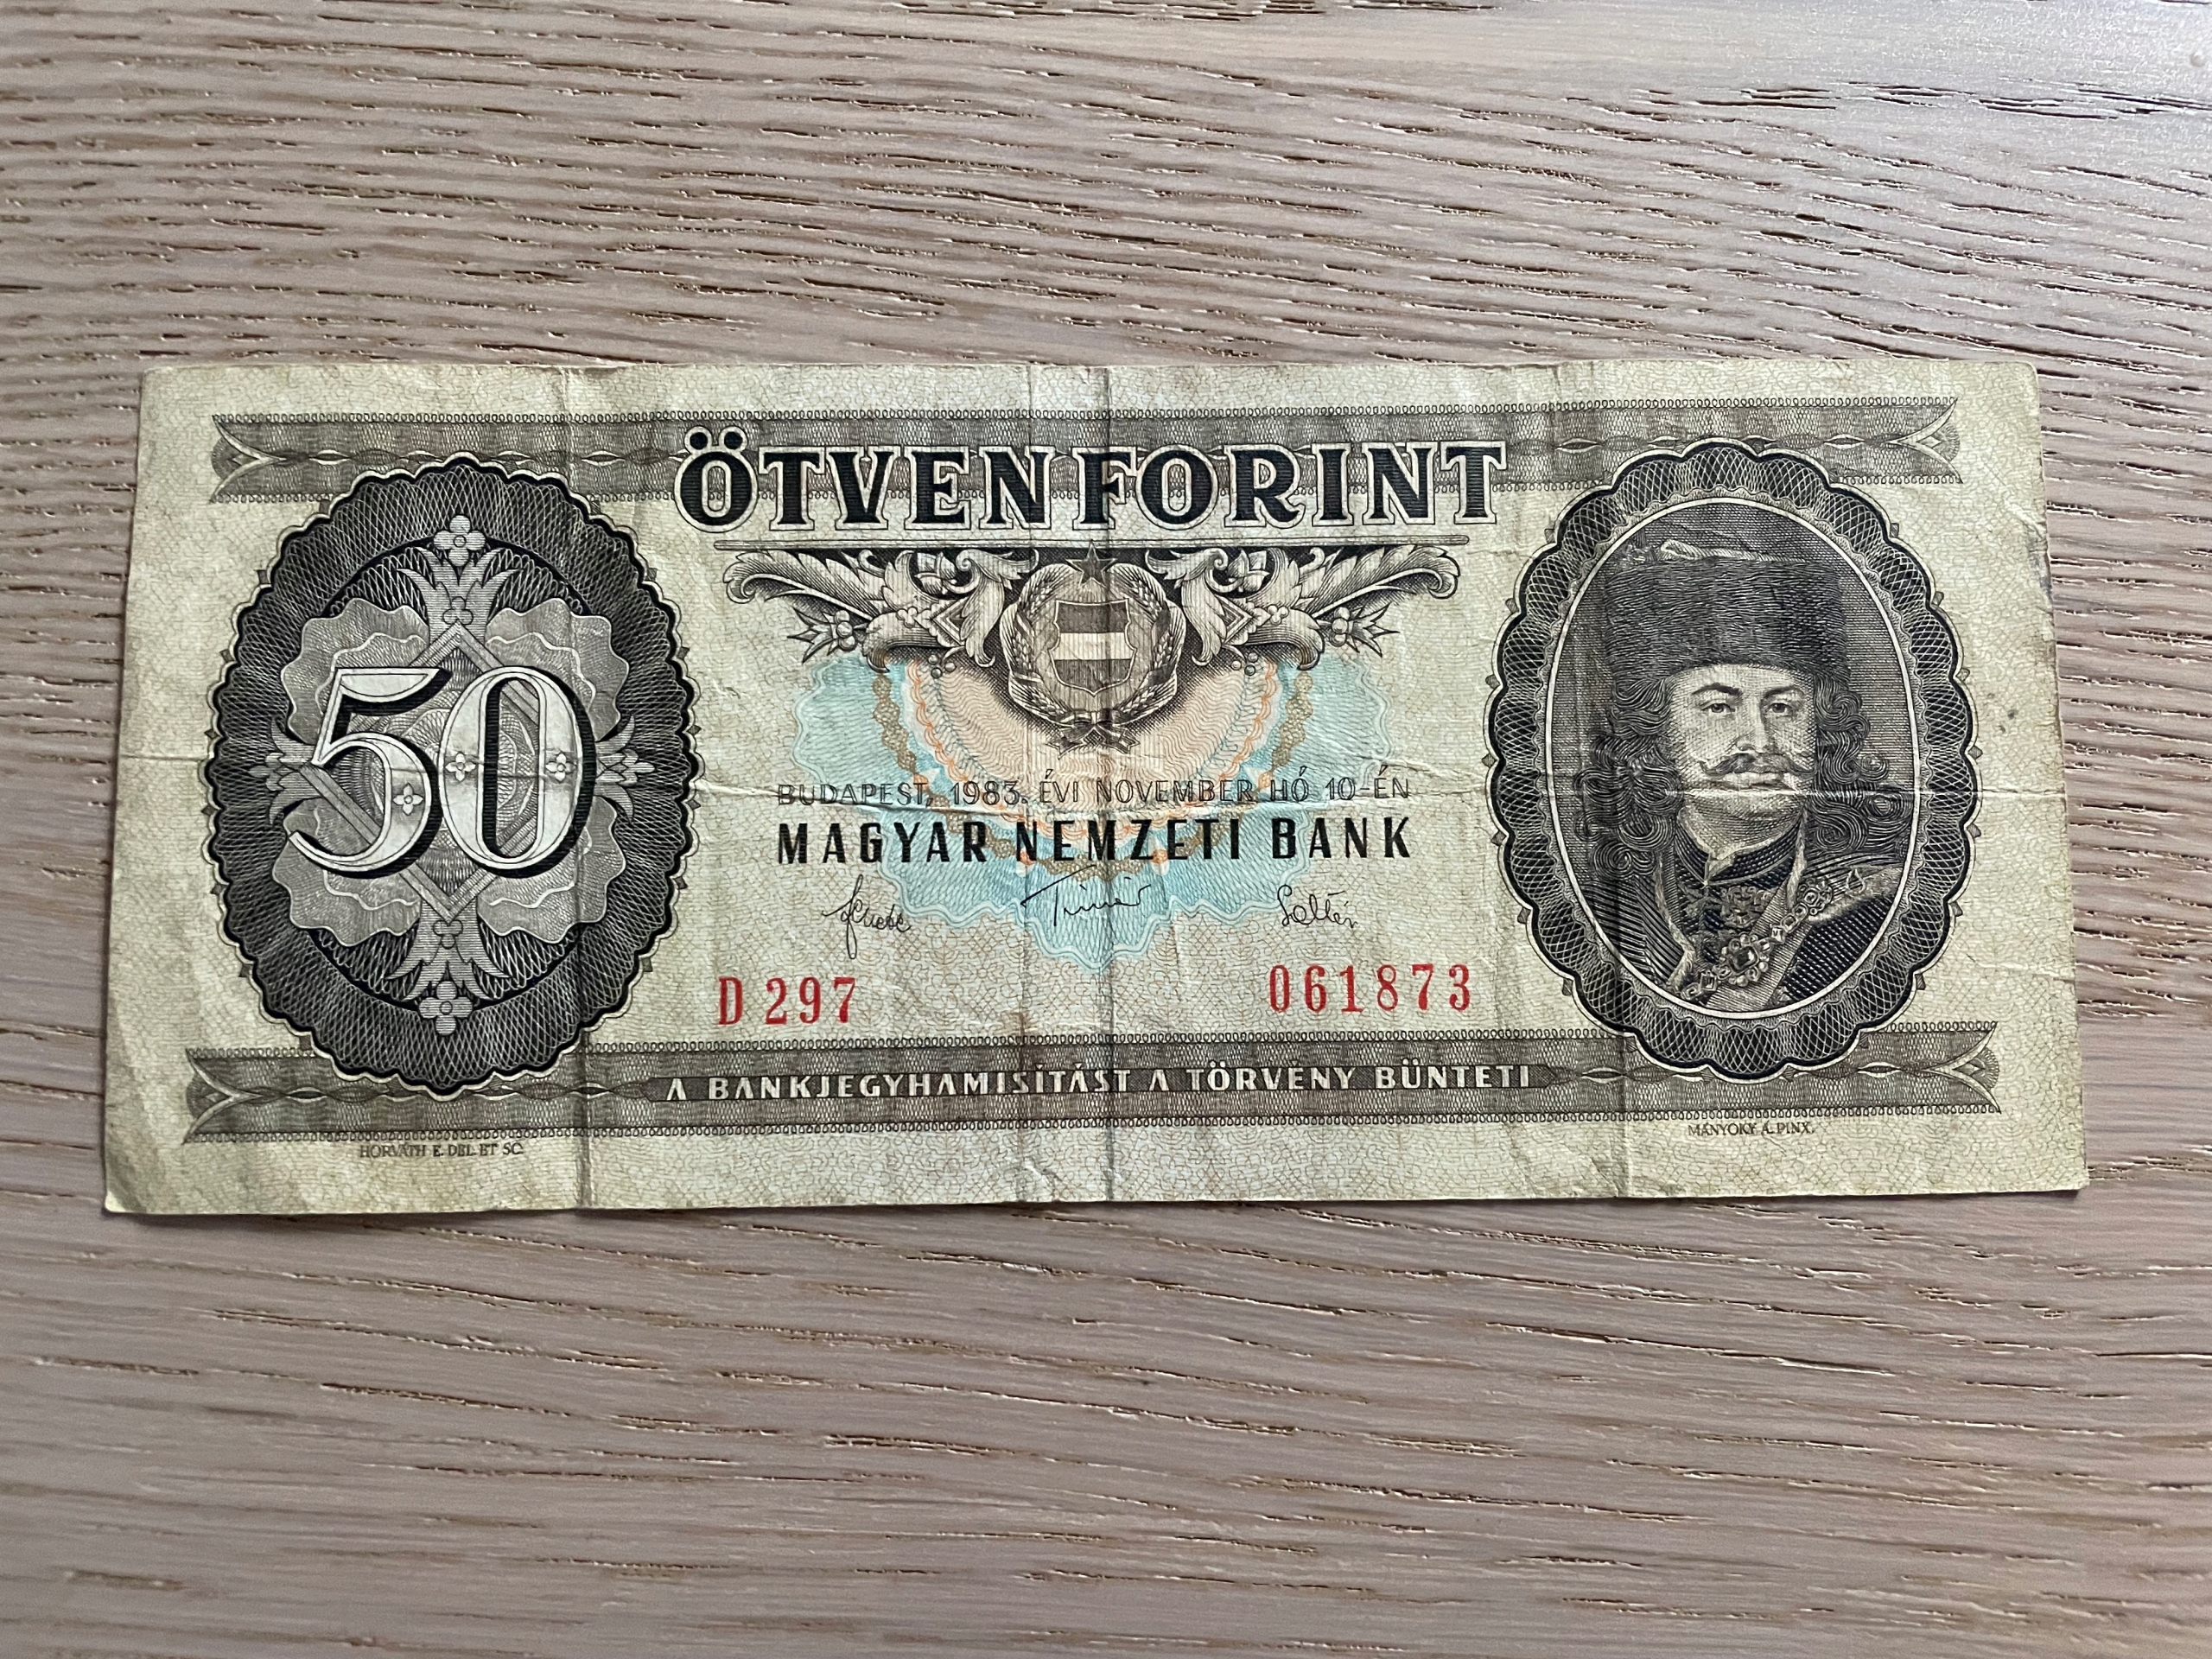 ÖTVEN FORINT
50
BUDAPEST, 1983. ÉVI NOVEMBER HÓ 10-ÉN
MAGYAR NEMZETI BANK
Timár
D 297 061873
A BANKJEGYHAMISÍTÁST A TÖRVÉNY BÜNTETI
HORVÁTH E. DEL. ET SC. MÁNYOKY Á. PINX.